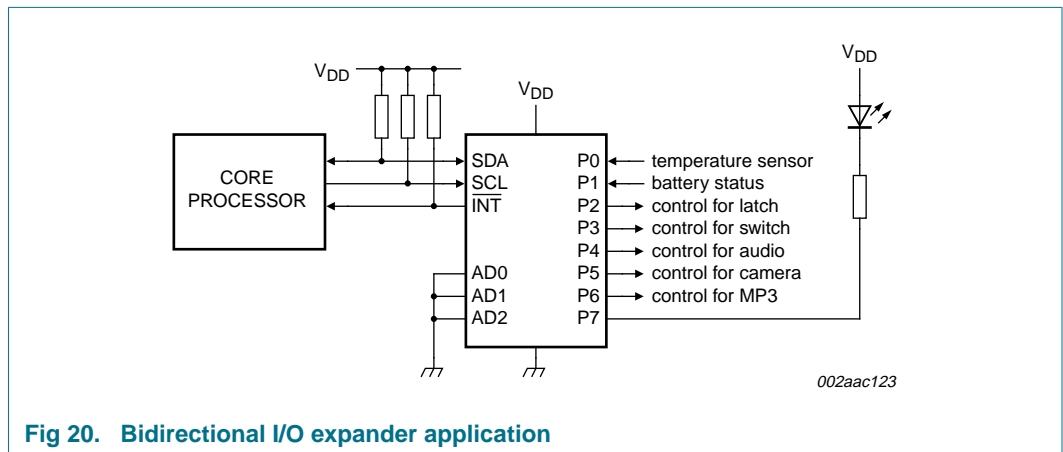 VDD
VDD
VDD
CORE
PROCESSOR
SDA
SCL
INT
AD0
AD1
AD2
P0
P1
P2
P3
P4
P5
P6
P7
temperature sensor
battery status
control for latch
control for switch
control for audio
control for camera
control for MP3
002aac123
Fig 20. Bidirectional I/O expander application